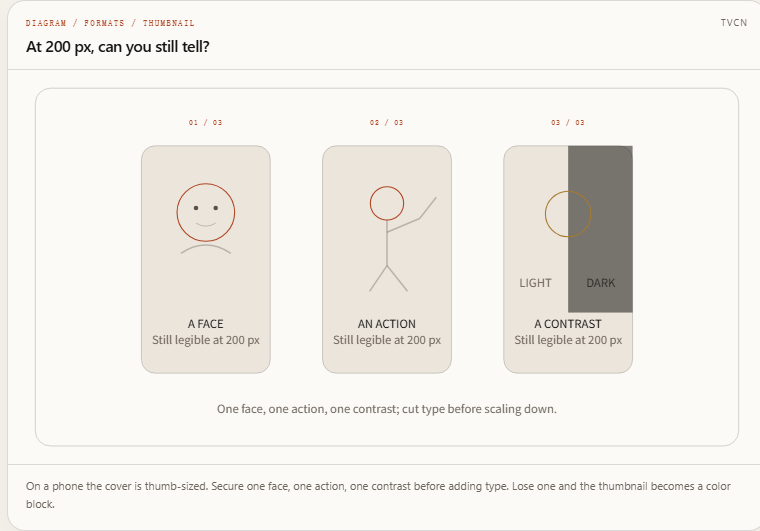 DIAGRAM / FORMATS / THUMBNAIL
TVCN
At 200 px, can you still tell?
01 / 03
02 / 03
03 / 03
LIGHT
DARK
A FACE
Still legible at 200 px
AN ACTION
Still legible at 200 px
A CONTRAST
Still legible at 200 px
One face, one action, one contrast; cut type before scaling down.
On a phone the cover is thumb-sized. Secure one face, one action, one contrast before adding type. Lose one and the thumbnail becomes a color
block.